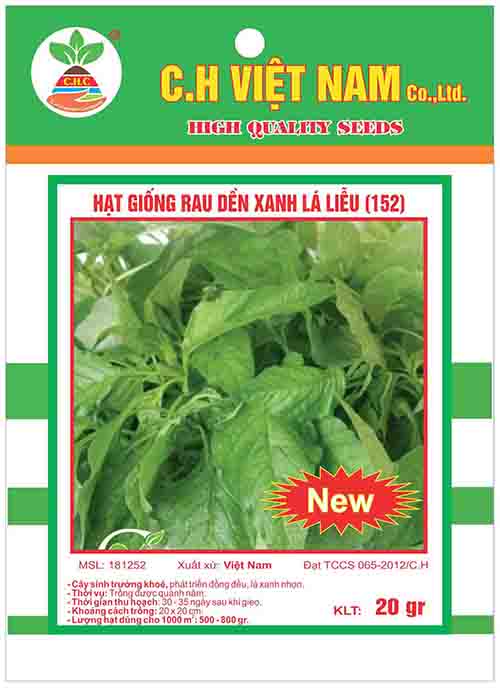 C.H.C
®
C.H VIỆT NAM Co.,Ltd.
HIGH QUALITY SEEDS
HẠT GIỐNG RAU DỀN XANH LÁ LIỄU (152)
New
MSL: 181252 Xuất xứ: Việt Nam Đạt TCCS 065-2012/C.H
- Cây sinh trưởng khoẻ, phát triển đồng đều, lá xanh nhọn.
- Thời vụ: Trồng được quanh năm.
- Thời gian thu hoạch: 30 - 35 ngày sau khi gieo.
- Khoảng cách trồng: 20 x 20 cm.
- Lượng hạt dùng cho 1000 m²: 500 - 800 gr.
KLT: 20 gr